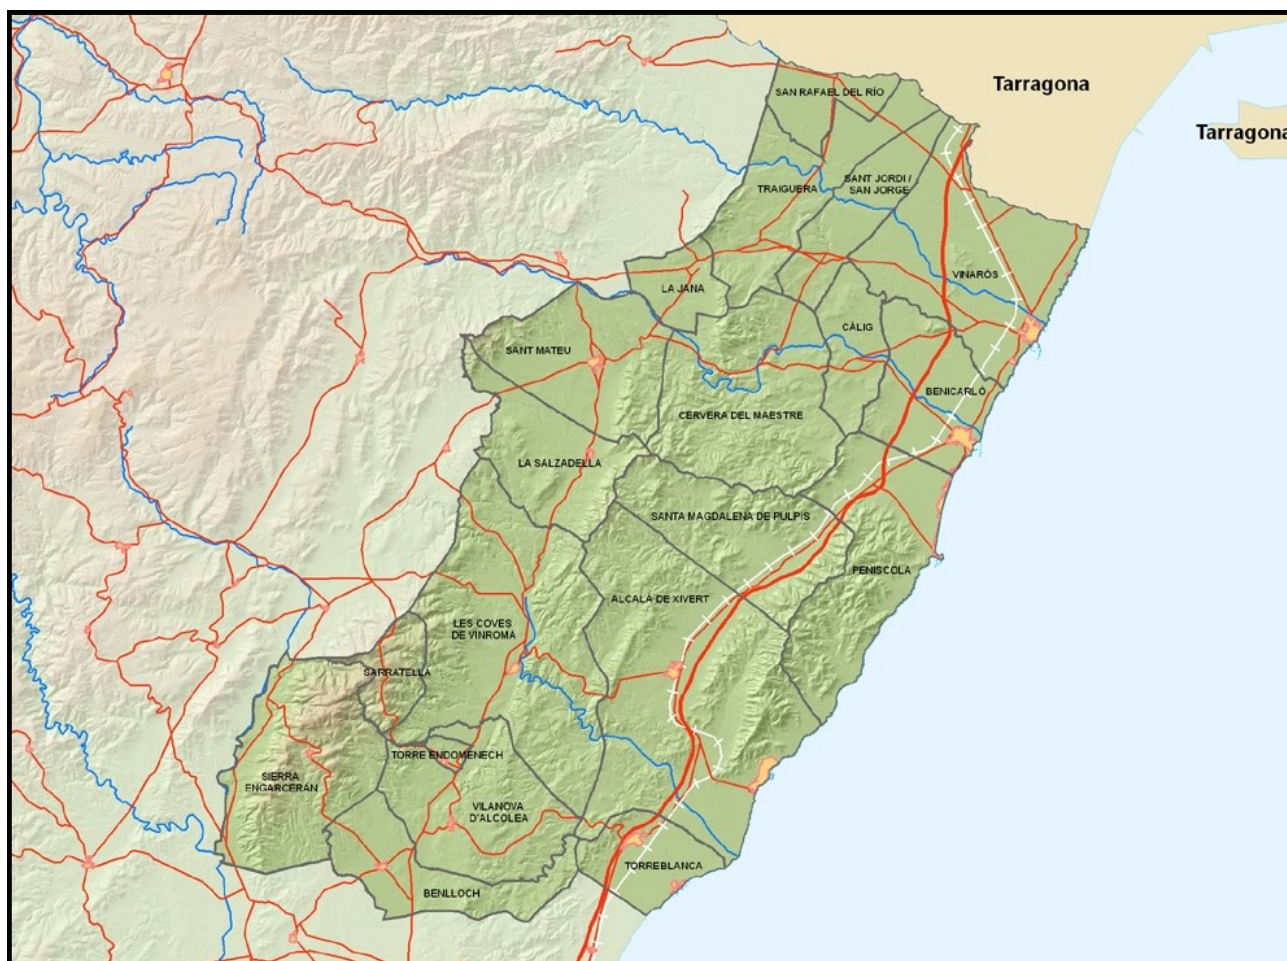 Tarragona
SAN RAFAEL DEL RÍO
Tarragona
SANT JORDI /
SAN JORGE
TRAIGUERA
VINARÒS
LA JANA
CÀLIG
SANT MATEU
BENICARLÓ
CERVERA DEL MAESTRE
LA SALZADELLA
SANTA MAGDALENA DE PULPIS
PENISCOLA
ALCALÀ DE XIVERT
LES COVES
DE VINROMA
SARRATELLA
TORRE ENDOMENECH
SIERRA
ENGARCERÁN
VILANOVA
D'ALCOLEA
TORREBLANCA
BENLLOCH